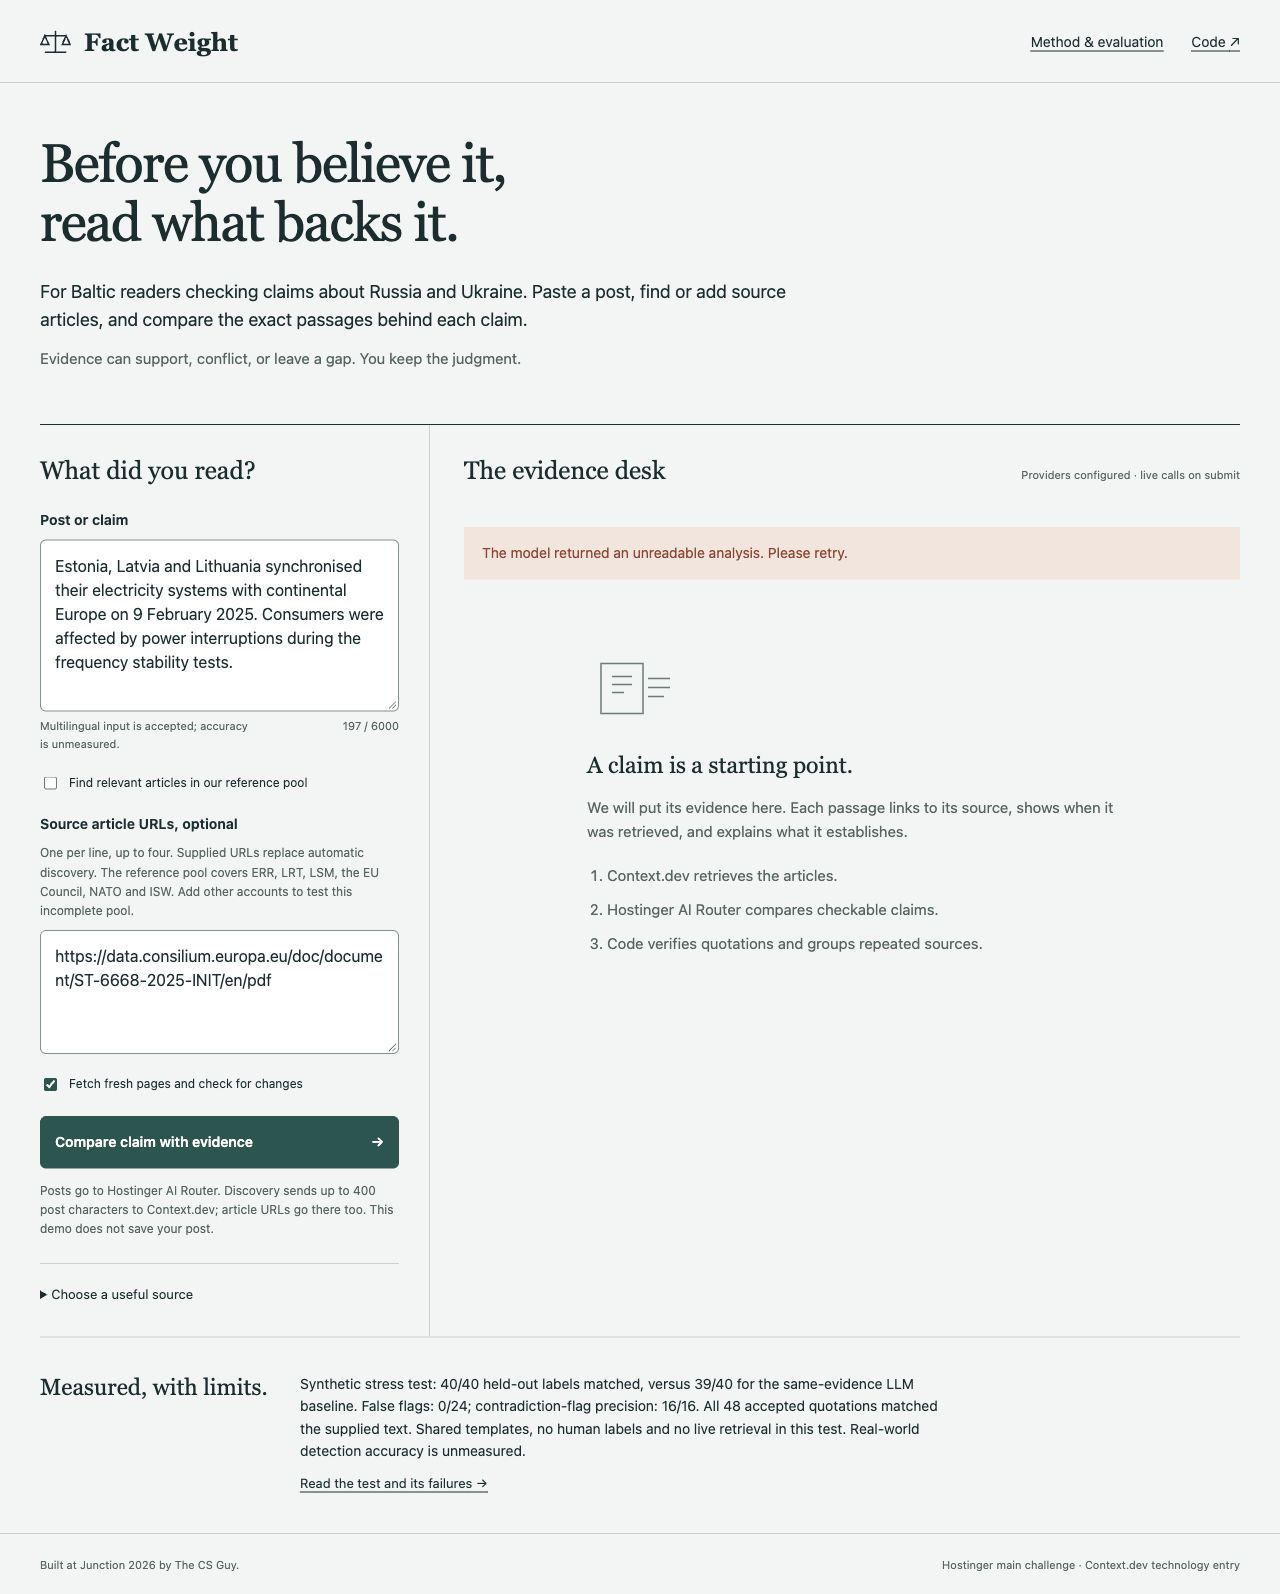 Fact Weight
Method & evaluation
Code ↗
Before you believe it,
read what backs it.
For Baltic readers checking claims about Russia and Ukraine. Paste a post, find or add source
articles, and compare the exact passages behind each claim.
Evidence can support, conflict, or leave a gap. You keep the judgment.
What did you read?
Post or claim
Estonia, Latvia and Lithuania synchronised
their electricity systems with continental
Europe on 9 February 2025. Consumers were
affected by power interruptions during the
frequency stability tests.
Multilingual input is accepted; accuracy
is unmeasured.
197 / 6000
Find relevant articles in our reference pool
Source article URLs, optional
One per line, up to four. Supplied URLs replace automatic
discovery. The reference pool covers ERR, LRT, LSM, the EU
Council, NATO and ISW. Add other accounts to test this
incomplete pool.
https://data.consilium.europa.eu/doc/docume
nt/ST-6668-2025-INIT/en/pdf
Fetch fresh pages and check for changes
Compare claim with evidence →
Posts go to Hostinger AI Router. Discovery sends up to 400
post characters to Context.dev; article URLs go there too. This
demo does not save your post.
Choose a useful source
The evidence desk
Providers configured · live calls on submit
The model returned an unreadable analysis. Please retry.
A claim is a starting point.
We will put its evidence here. Each passage links to its source, shows when it
was retrieved, and explains what it establishes.
1. Context.dev retrieves the articles.
2. Hostinger AI Router compares checkable claims.
3. Code verifies quotations and groups repeated sources.
Measured, with limits.
Synthetic stress test: 40/40 held-out labels matched, versus 39/40 for the same-evidence LLM
baseline. False flags: 0/24; contradiction-flag precision: 16/16. All 48 accepted quotations matched
the supplied text. Shared templates, no human labels and no live retrieval in this test. Real-world
detection accuracy is unmeasured.
Read the test and its failures →
Built at Junction 2026 by The CS Guy.
Hostinger main challenge · Context.dev technology entry